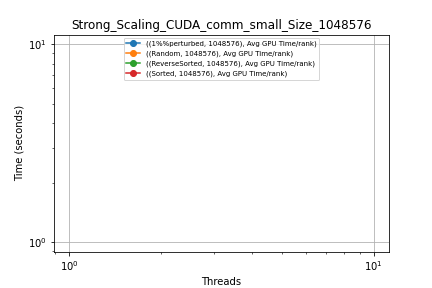 Strong_Scaling_CUDA_comm_small_Size_1048576
10¹
((1%%perturbed, 1048576), Avg GPU Time/rank)
((Random, 1048576), Avg GPU Time/rank)
((ReverseSorted, 1048576), Avg GPU Time/rank)
((Sorted, 1048576), Avg GPU Time/rank)
Time (seconds)
10⁰
10⁰ 10¹
Threads